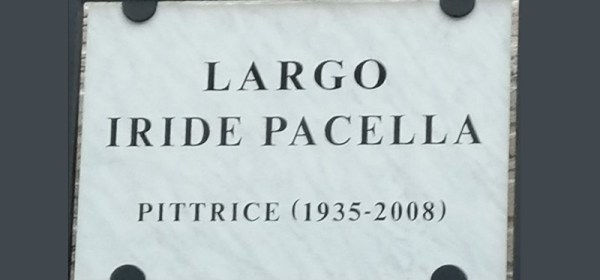 LARGO
IRIDE PACELLA
PITTRICE (1935-2008)